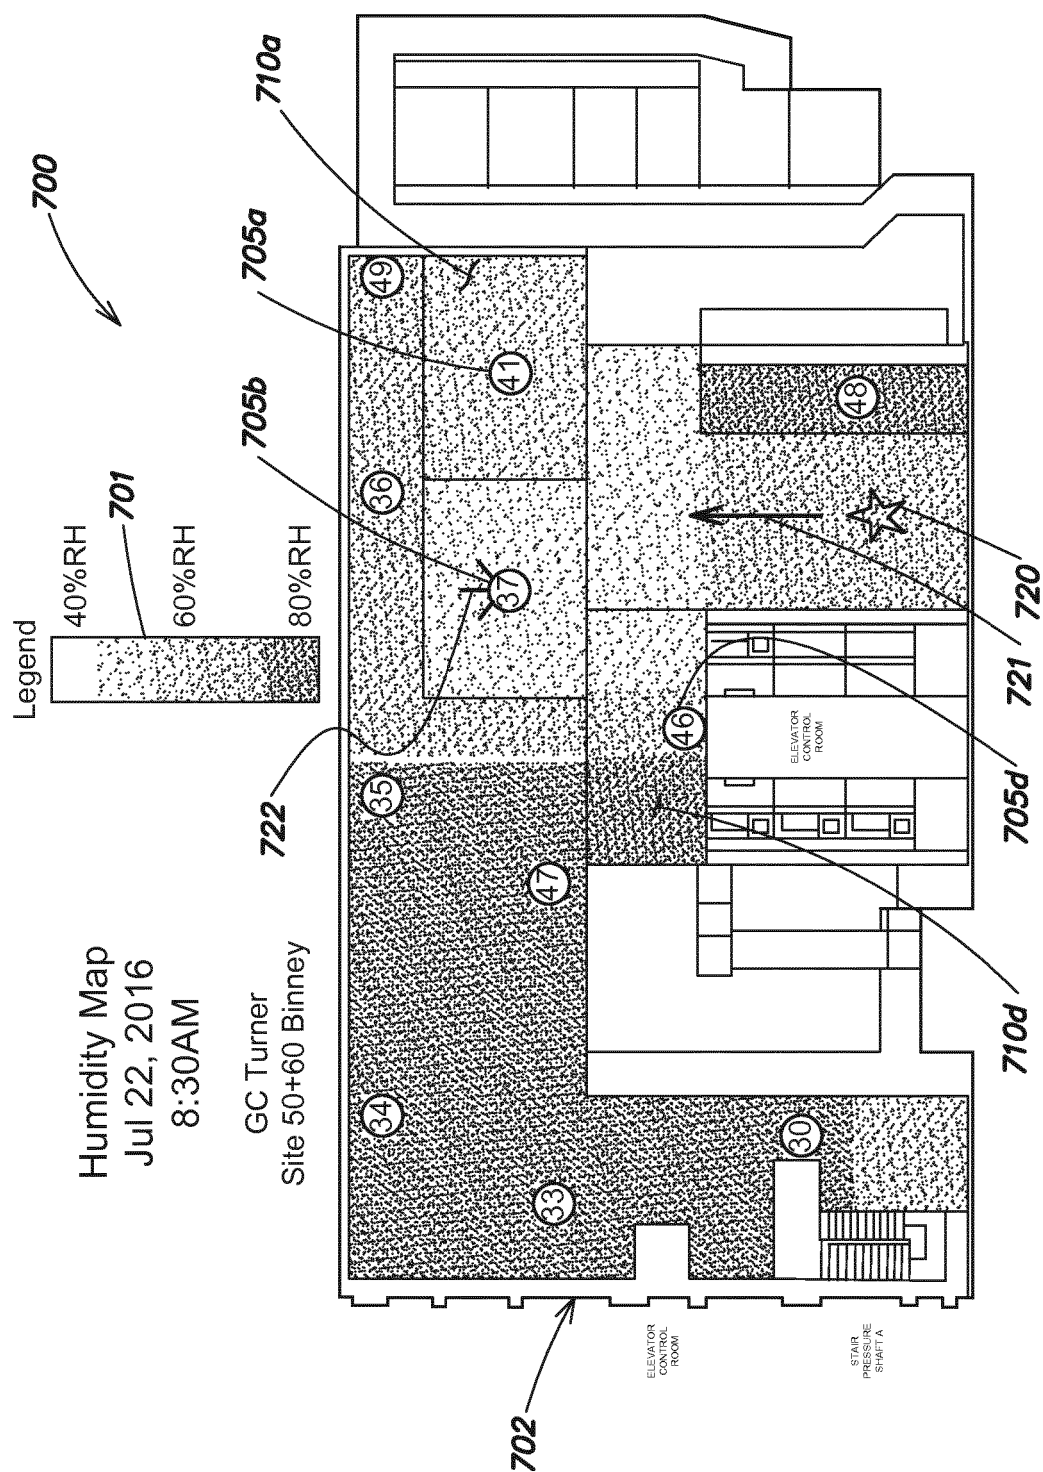 Humidity Map
Jul 22, 2016
8:30AM
GC Turner
Site 50+60 Binney
Legend
40%RH
60%RH
80%RH
701
700
722
705b
705a
710a
34
35
36
49
33
47
37
41
46
30
48
ELEVATOR
CONTROL
ROOM
ELEVATOR
CONTROL
ROOM
STAIR
PRESSURE
SHAFT A
702
710d
705d
721
720